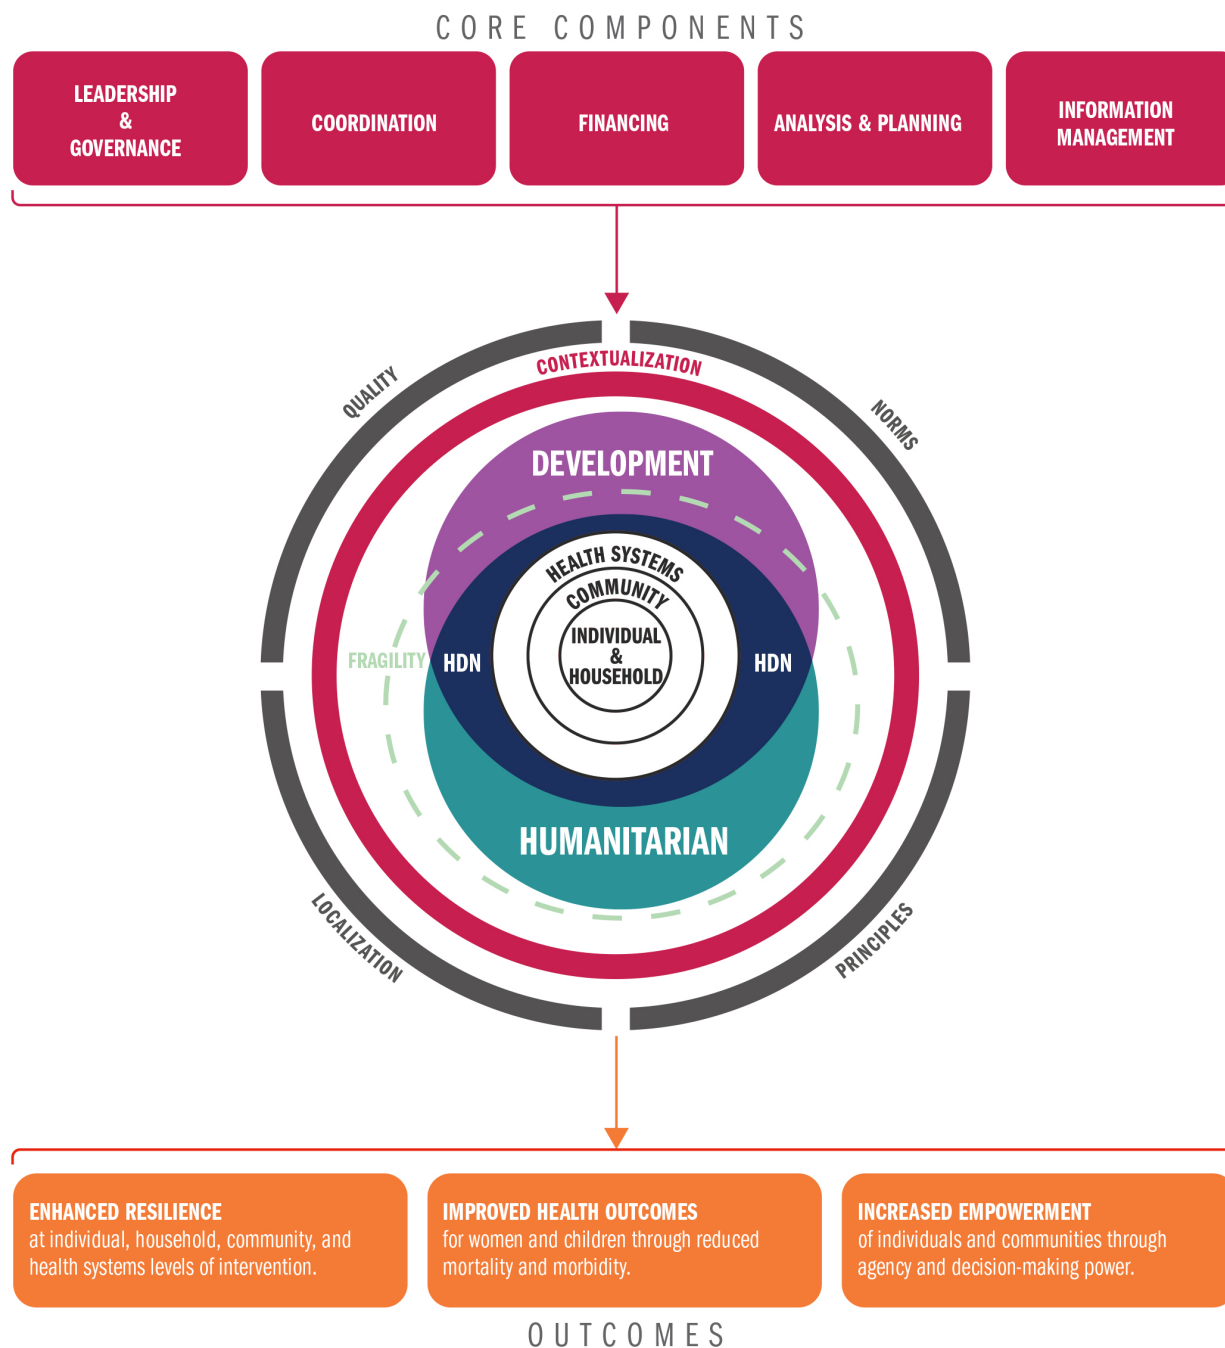 CORE COMPONENTS
LEADERSHIP
&
GOVERNANCE
COORDINATION
FINANCING
ANALYSIS & PLANNING
INFORMATION
MANAGEMENT
QUALITY
CONTEXTUALIZATION
NORMS
DEVELOPMENT
HEALTH SYSTEMS
COMMUNITY
INDIVIDUAL
&
HOUSEHOLD
FRAGILITY
HDN
HDN
HUMANITARIAN
LOCALIZATION
PRINCIPLES
ENHANCED RESILIENCE
at individual, household, community, and
health systems levels of intervention.
IMPROVED HEALTH OUTCOMES
for women and children through reduced
mortality and morbidity.
INCREASED EMPOWERMENT
of individuals and communities through
agency and decision-making power.
OUTCOMES